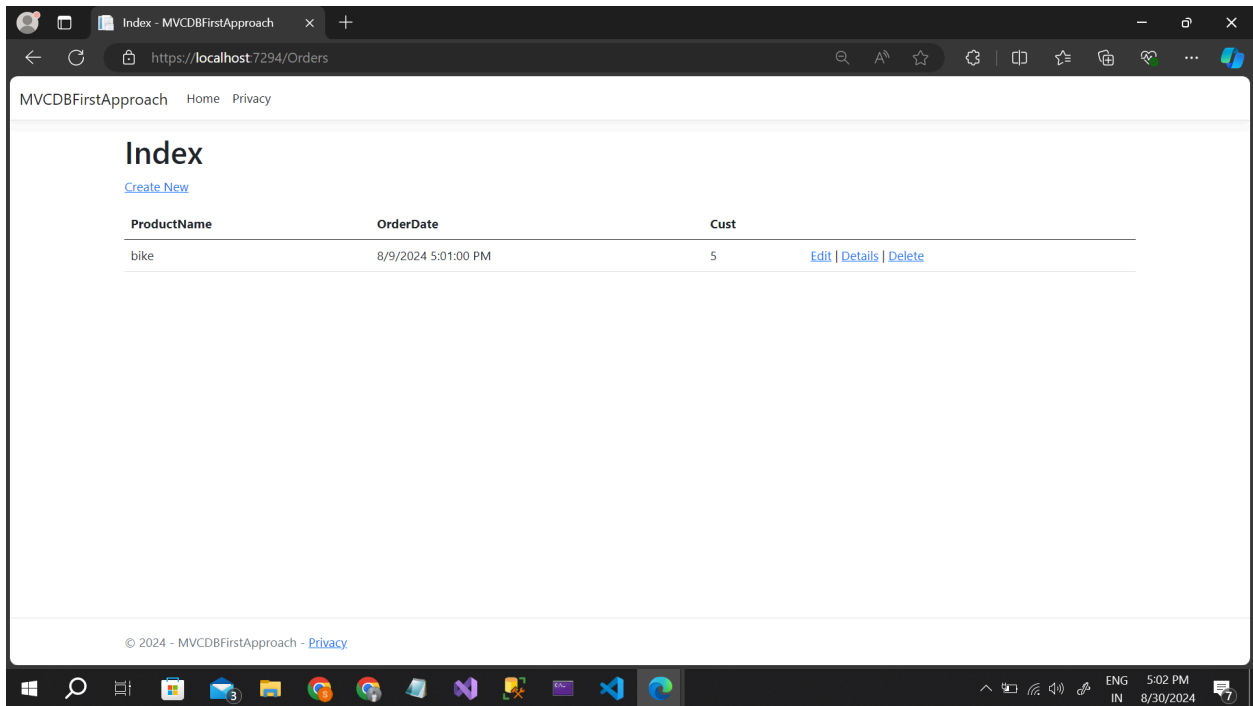 Index - MVCDBFirstApproach
https://localhost:7294/Orders
MVCDBFirstApproach Home Privacy
Index
Create New
ProductName OrderDate Cust
bike 8/9/2024 5:01:00 PM 5 Edit | Details | Delete
© 2024 - MVCDBFirstApproach - Privacy
3
ENG 5:02 PM
IN 8/30/2024
7